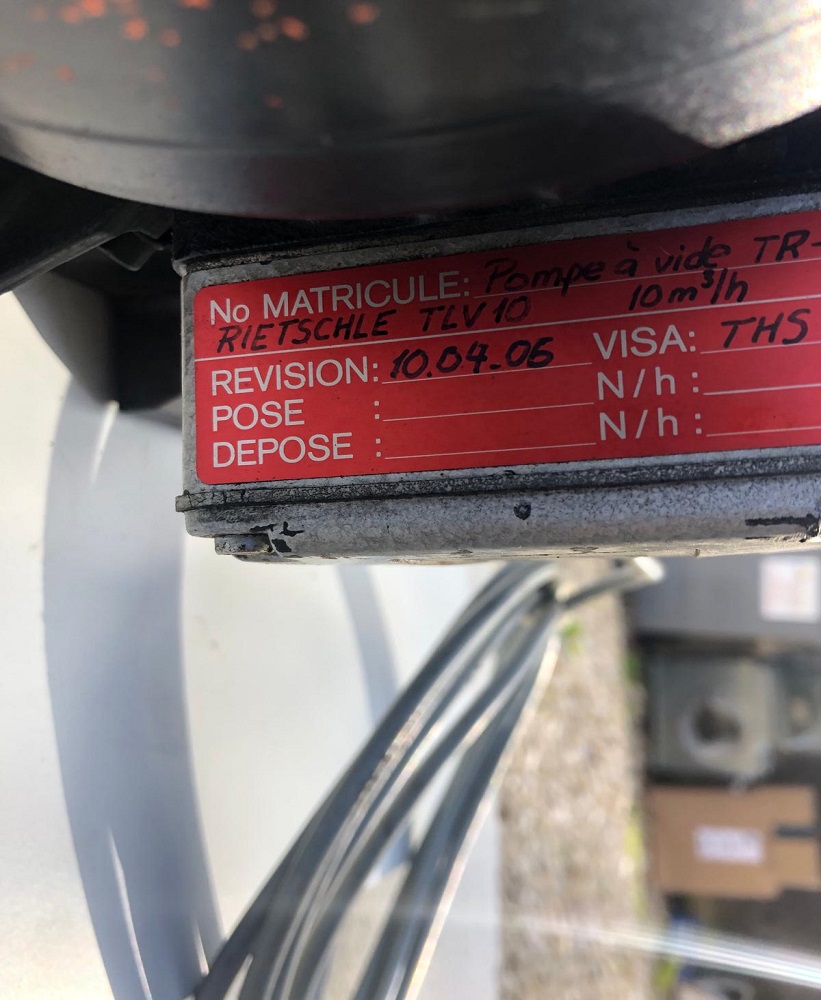 No MATRICULE: Pompe à vide TR-
RIETSCHLE TLV10 10m³/h
REVISION: 10.04.06 VISA: THS
POSE : N/h :
DEPOSE : N/h :